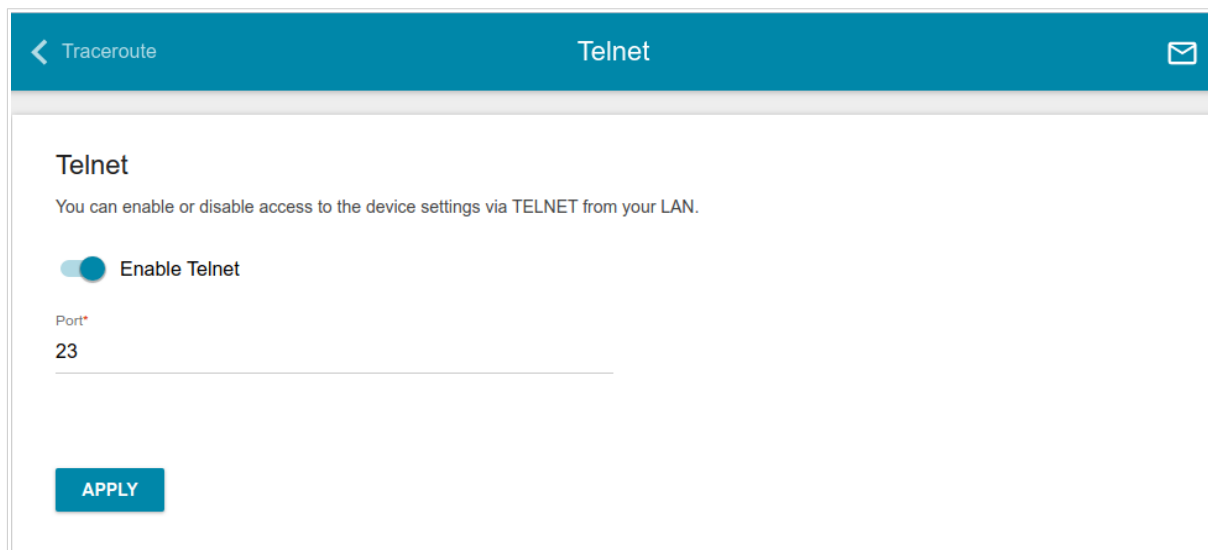 Traceroute
Telnet
Telnet
You can enable or disable access to the device settings via TELNET from your LAN.
Enable Telnet
Port*
23
APPLY